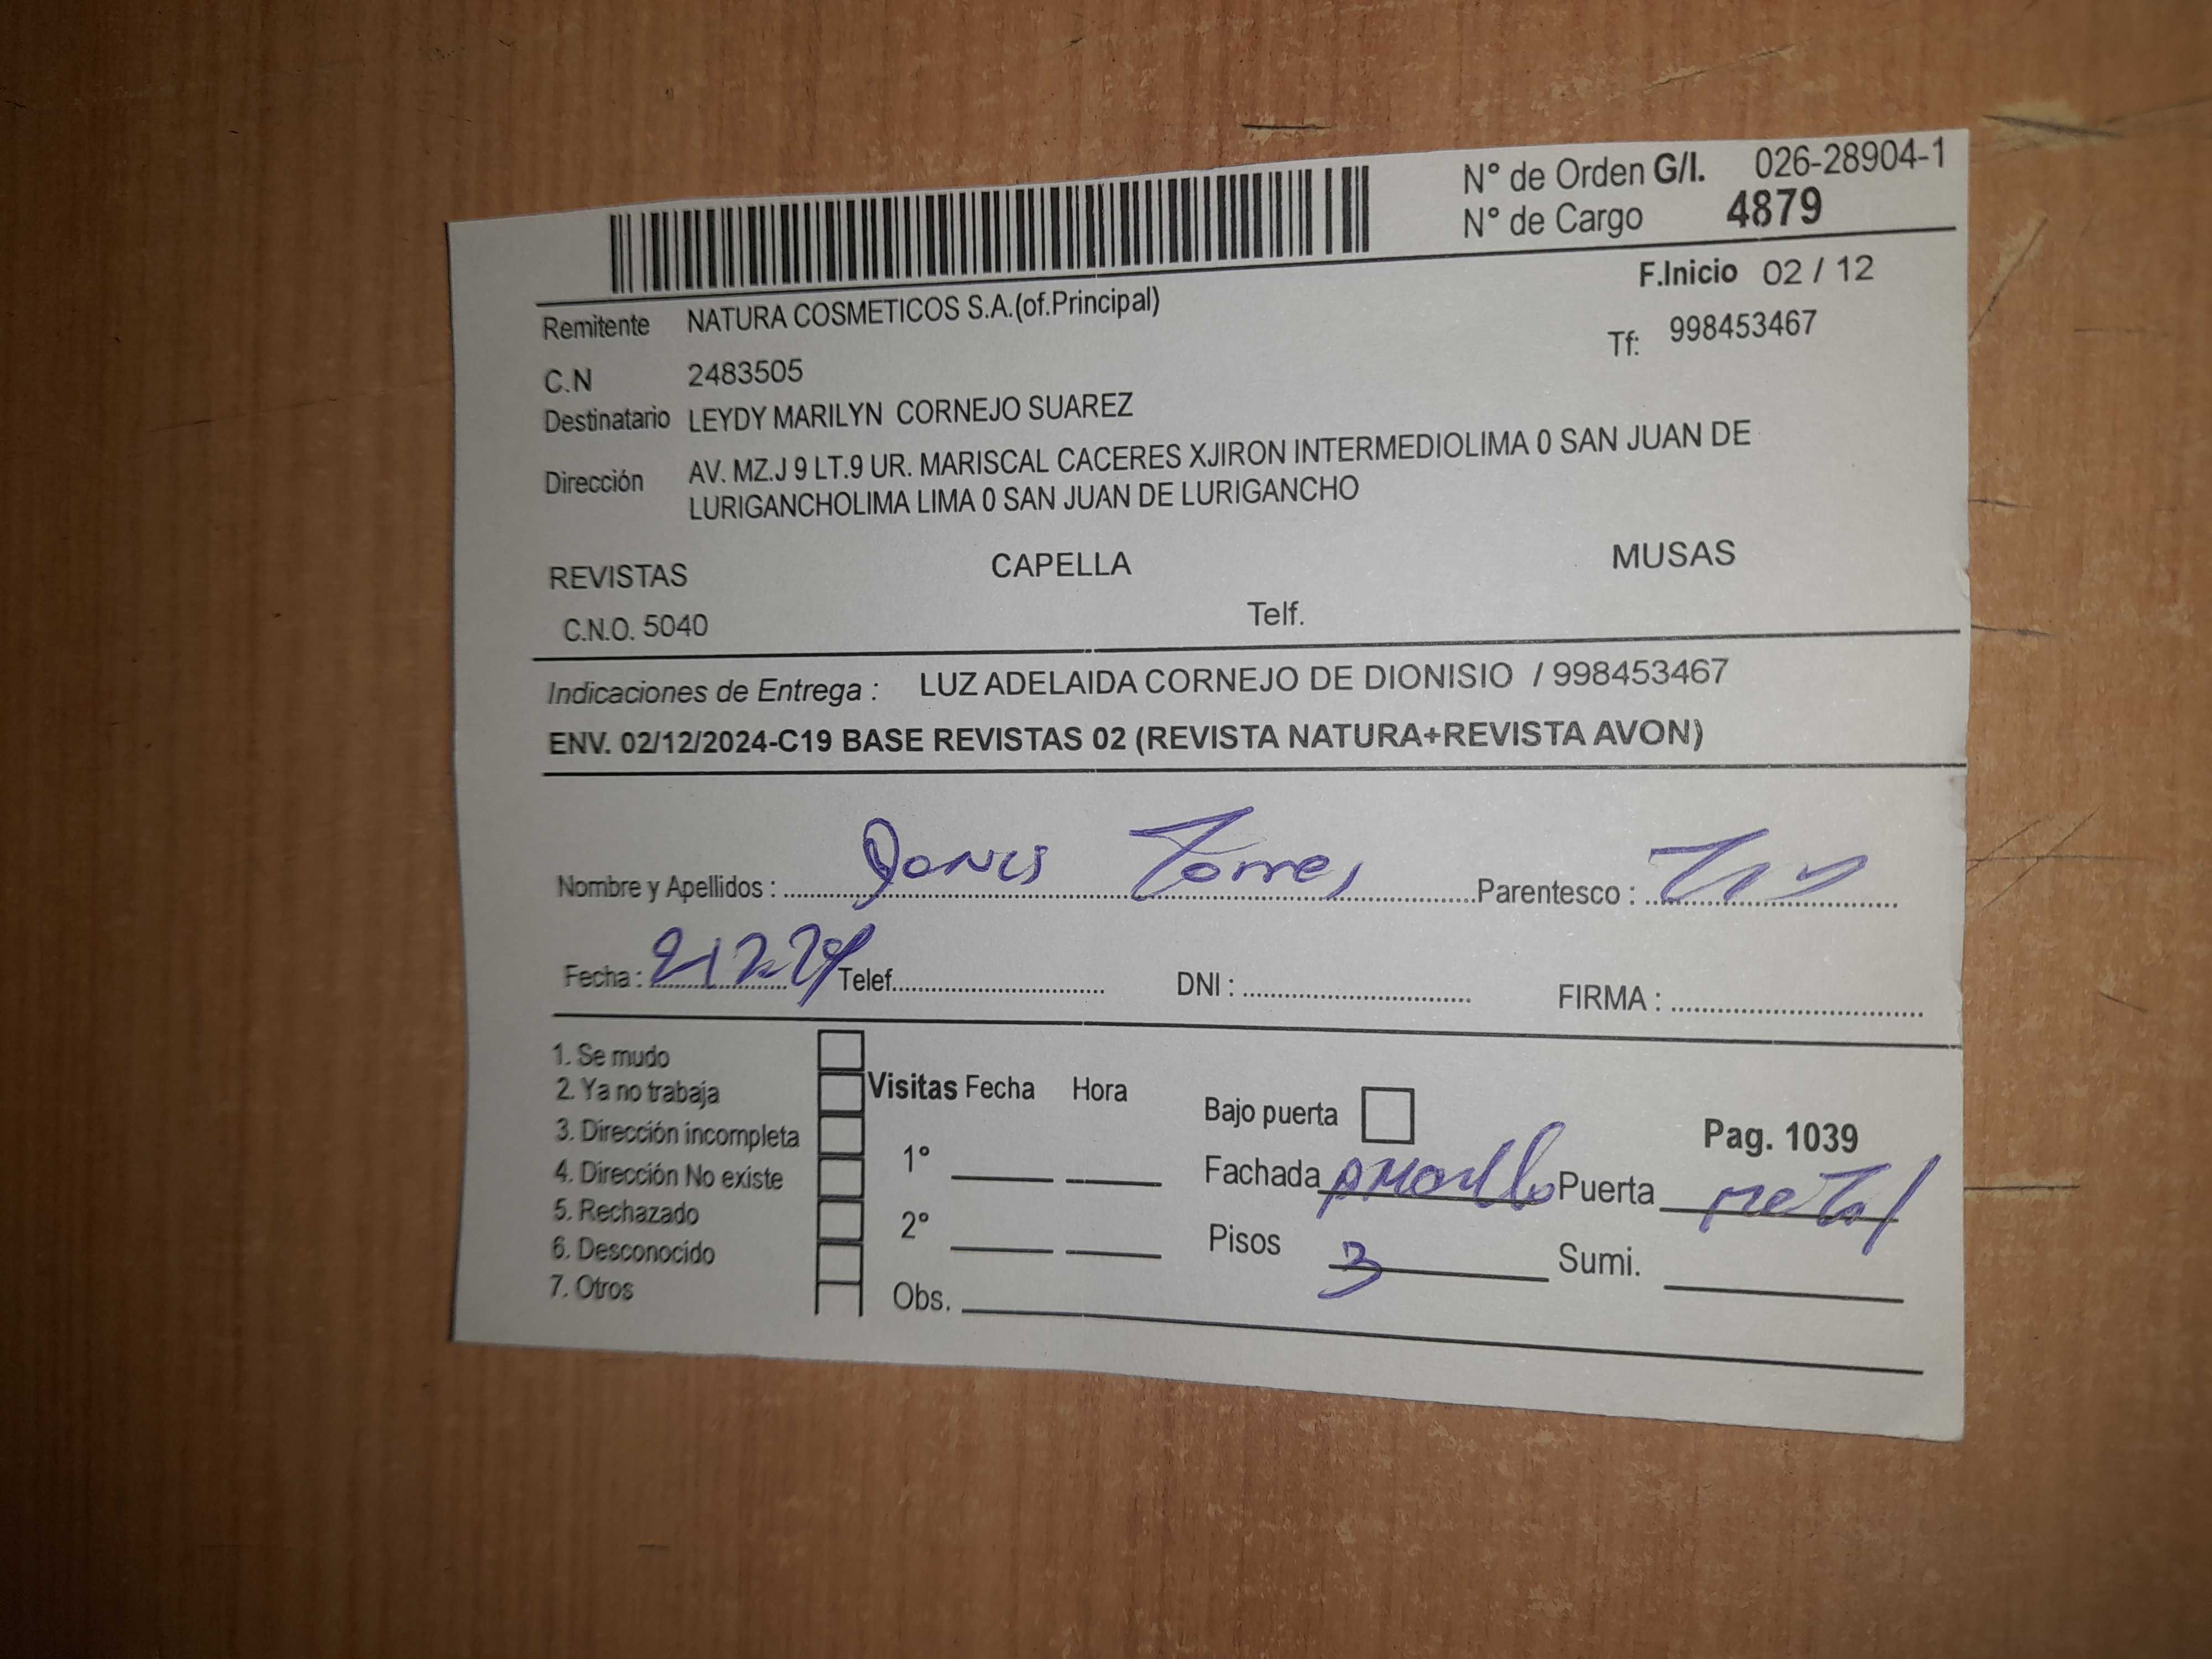 N° de Orden G/I. 026-28904-1
N° de Cargo 4879
F.Inicio 02 / 12
Remitente NATURA COSMETICOS S.A.(of.Principal)
Tf: 998453467
C.N 2483505
Destinatario LEYDY MARILYN CORNEJO SUAREZ
Dirección AV. MZ.J 9 LT.9 UR. MARISCAL CACERES XJIRON INTERMEDIOLIMA 0 SAN JUAN DE
LURIGANCHOLIMA LIMA 0 SAN JUAN DE LURIGANCHO
REVISTAS CAPELLA MUSAS
C.N.O. 5040 Telf.
Indicaciones de Entrega : LUZ ADELAIDA CORNEJO DE DIONISIO / 998453467
ENV. 02/12/2024-C19 BASE REVISTAS 02 (REVISTA NATURA+REVISTA AVON)
Nombre y Apellidos : Torres Parentesco :
Fecha : Telef. DNI : FIRMA :
1. Se mudo
2. Ya no trabaja
3. Dirección incompleta
4. Dirección No existe
5. Rechazado
6. Desconocido
7. Otros
Visitas Fecha Hora
1°
2°
Obs.
Bajo puerta
Pag. 1039
Fachada amarillo Puerta metal
Pisos 3 Sumi.